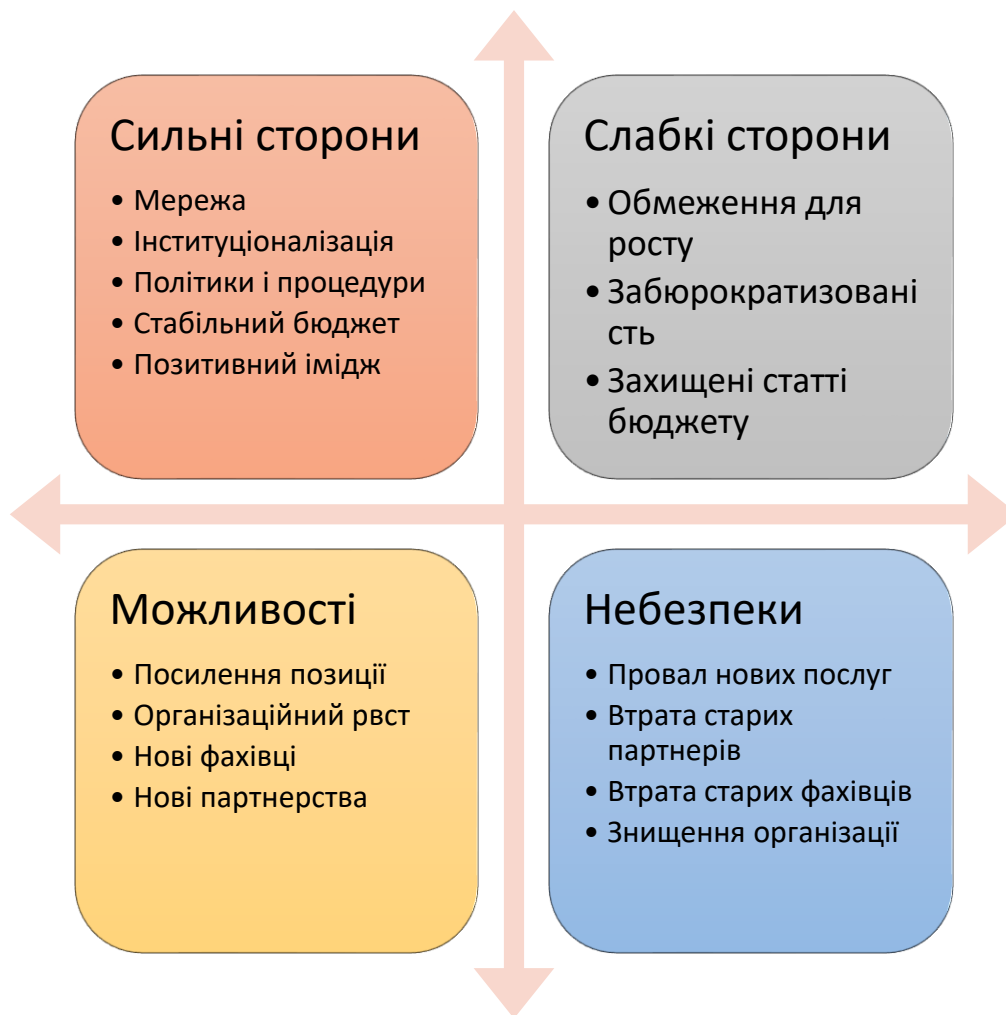 Сильні сторони
• Мережа
• Інституціоналізація
• Політики і процедури
• Стабільний бюджет
• Позитивний імідж
Слабкі сторони
• Обмеження для
росту
• Забюрократизовані
сть
• Захищені статті
бюджету
Можливості
• Посилення позиції
• Організаційний рвст
• Нові фахівці
• Нові партнерства
Небезпеки
• Провал нових послуг
• Втрата старих
партнерів
• Втрата старих фахівців
• Знищення організації